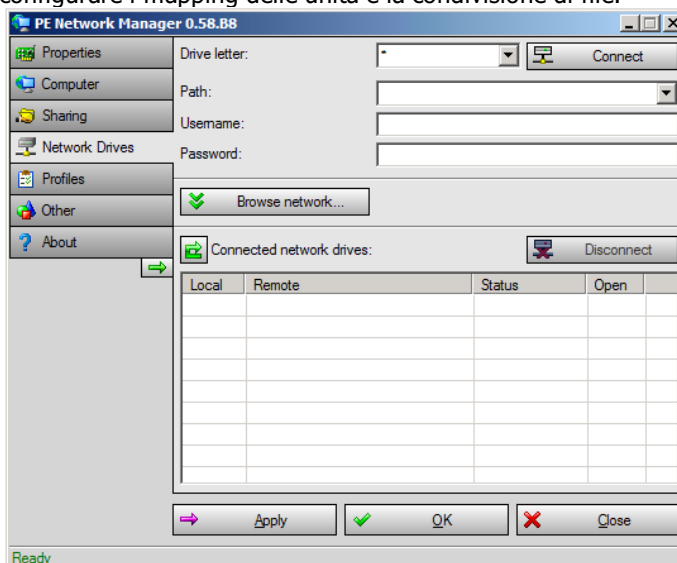 configurare i mapping delle unità e la condivisione di file.
PE Network Manager 0.58.B8
Properties
Computer
Sharing
Network Drives
Profiles
Other
About
Drive letter:
*
Connect
Path:
Username:
Password:
Browse network...
Connected network drives:
Disconnect
Local Remote Status Open
Apply
OK
Close
Ready